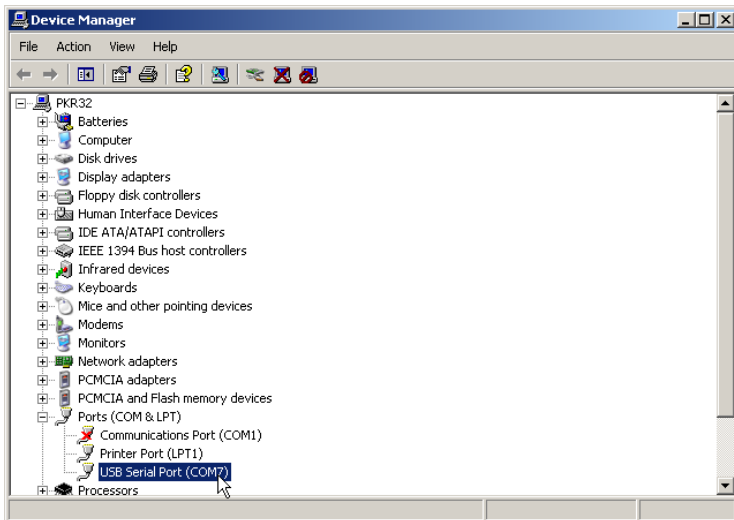 Device Manager
File Action View Help
PKR32
Batteries
Computer
Disk drives
Display adapters
Floppy disk controllers
Human Interface Devices
IDE ATA/ATAPI controllers
IEEE 1394 Bus host controllers
Infrared devices
Keyboards
Mice and other pointing devices
Modems
Monitors
Network adapters
PCMCIA adapters
PCMCIA and Flash memory devices
Ports (COM & LPT)
Communications Port (COM1)
Printer Port (LPT1)
USB Serial Port (COM7)
Processors